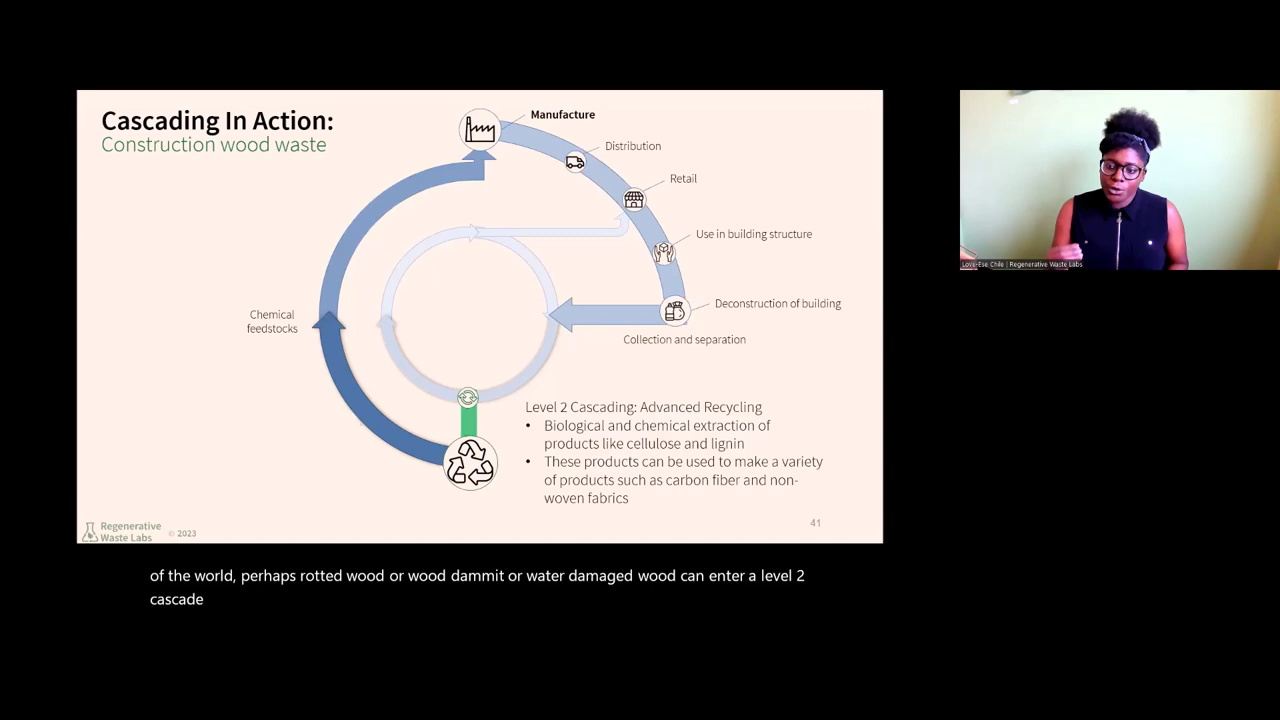 Cascading In Action:
Construction wood waste
Manufacture
Distribution
Retail
Use in building structure
Deconstruction of building
Collection and separation
Chemical
feedstocks
Level 2 Cascading: Advanced Recycling
• Biological and chemical extraction of
products like cellulose and lignin
• These products can be used to make a variety
of products such as carbon fiber and non-
woven fabrics
41
Regenerative
Waste Labs
© 2023
Love-Ese Chile | Regenerative Waste Labs
of the world, perhaps rotted wood or wood dammit or water damaged wood can enter a level 2
cascade